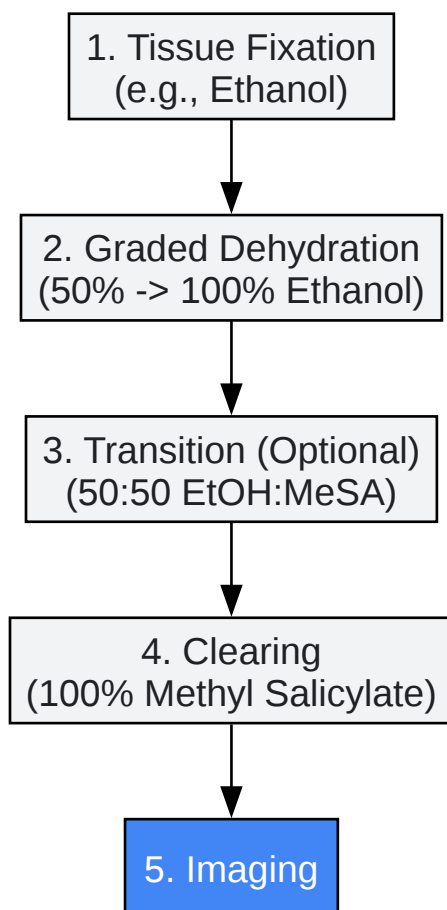 1. Tissue Fixation
(e.g., Ethanol)
2. Graded Dehydration
(50% -> 100% Ethanol)
3. Transition (Optional)
(50:50 EtOH:MeSA)
4. Clearing
(100% Methyl Salicylate)
5. Imaging